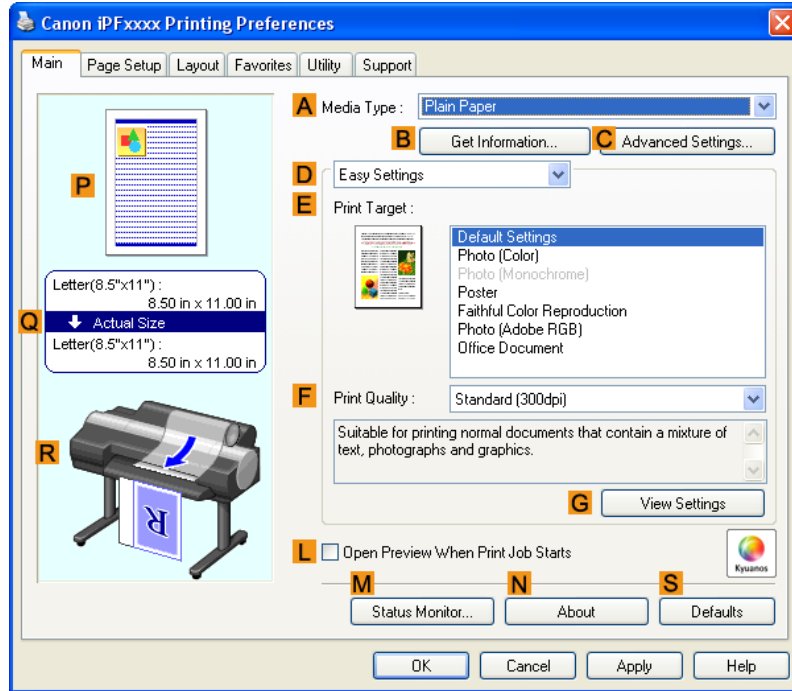 Canon iPFxxxx Printing Preferences
Main Page Setup Layout Favorites Utility Support
A Media Type : Plain Paper
B Get Information... C Advanced Settings...
D Easy Settings
E Print Target :
Default Settings
Photo (Color)
Photo (Monochrome)
Poster
Faithful Color Reproduction
Photo (Adobe RGB)
Office Document
F Print Quality : Standard (300dpi)
Suitable for printing normal documents that contain a mixture of
text, photographs and graphics.
G View Settings
P
Letter(8.5"x11") :
8.50 in x 11.00 in
Q Actual Size
Letter(8.5"x11") :
8.50 in x 11.00 in
R
R
L Open Preview When Print Job Starts
Kyuanos
M N S
Status Monitor... About Defaults
OK Cancel Apply Help